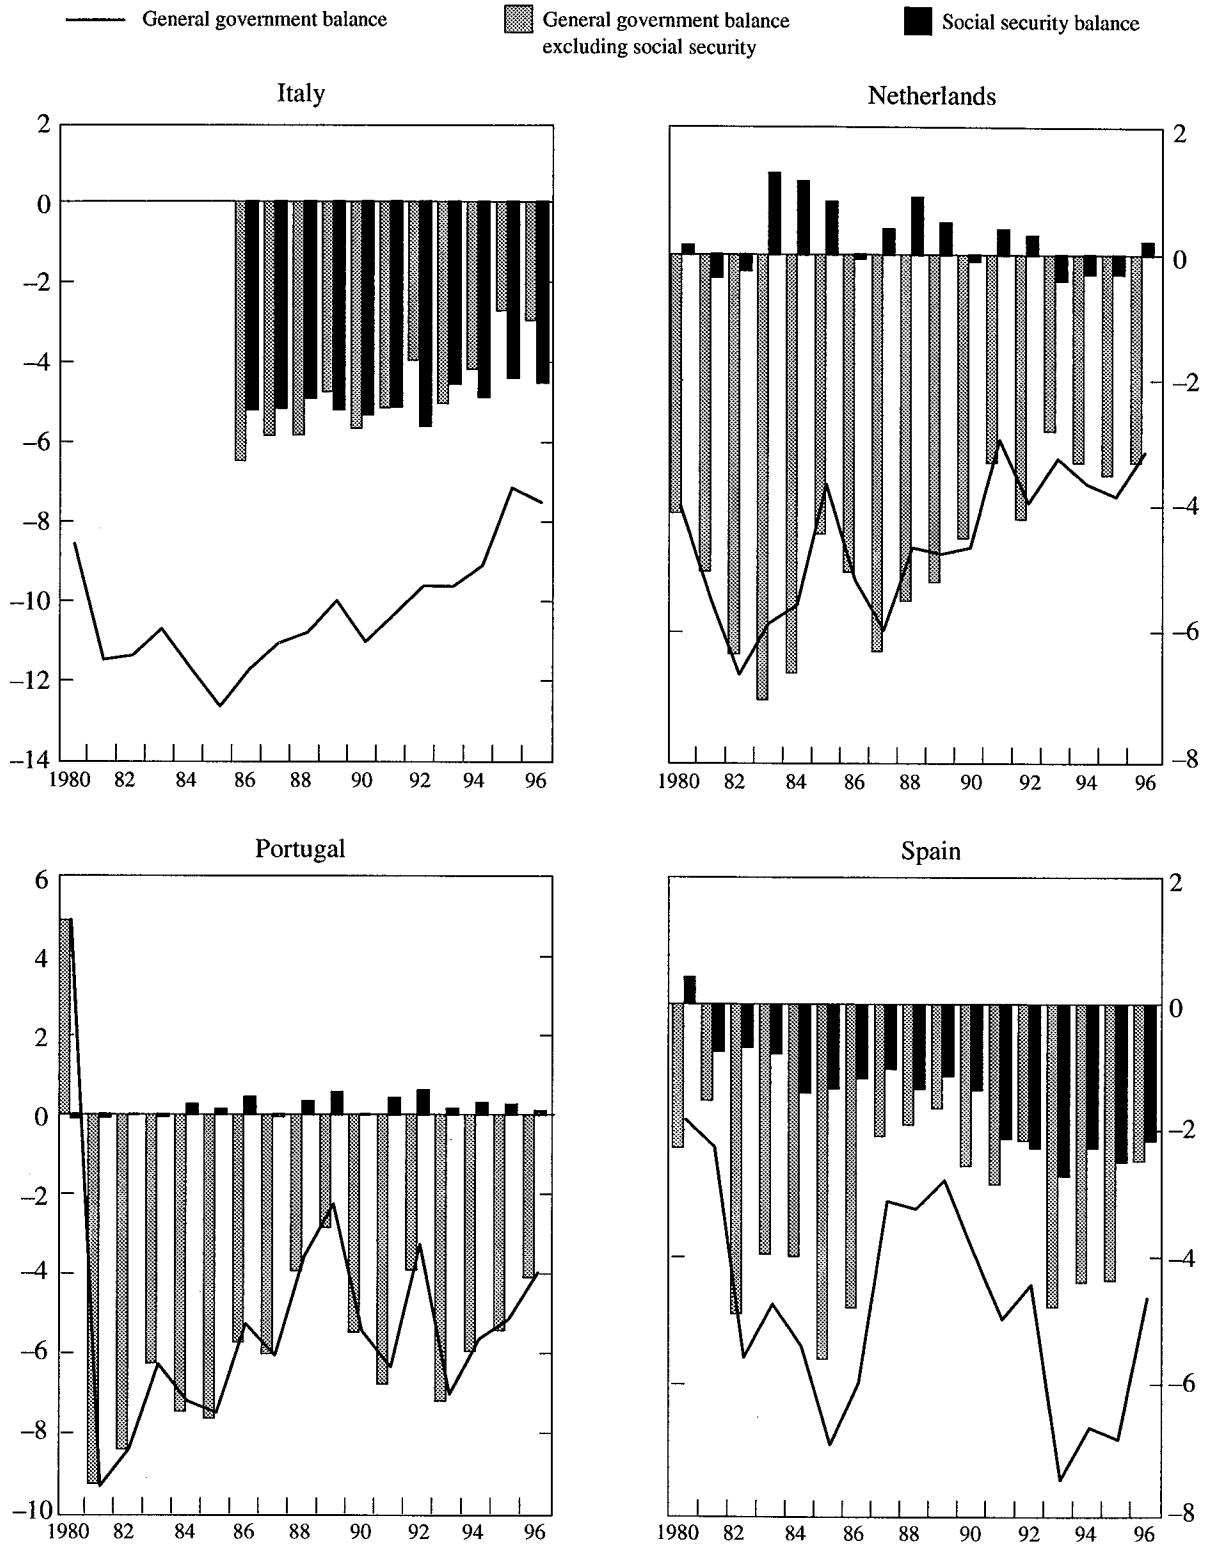 General government balance
General government balance
excluding social security
Social security balance
Italy
2
0
−2
−4
−6
−8
−10
−12
−14
1980 82 84 86 90 92 94 96
Netherlands
2
0
−2
−4
−6
−8
1980 82 84 86 88 90 92 94 96
Portugal
6
4
2
0
−2
−4
−6
−8
−10
1980 82 84 86 88 90 92 94 96
Spain
2
0
−2
−4
−6
−8
1980 82 84 86 88 90 92 94 96